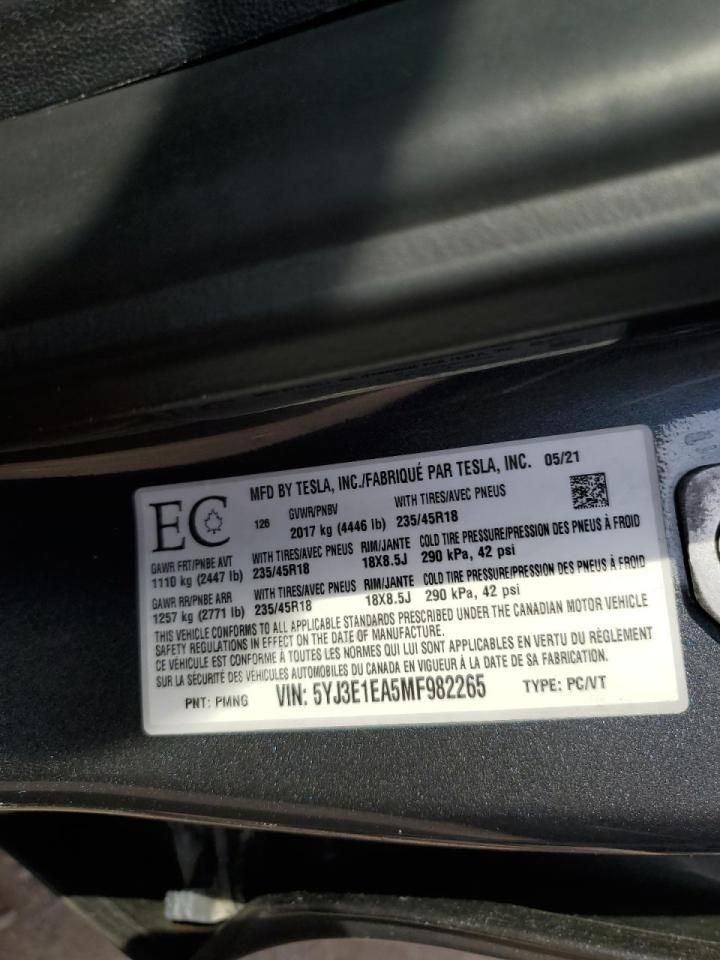 MFD BY TESLA, INC./FABRIQUÉ PAR TESLA, INC. 05/21
EC
126 GVWR/PNBV WITH TIRES/AVEC PNEUS
2017 kg (4446 lb) 235/45R18
GAWR FRT/PNBE AVT WITH TIRES/AVEC PNEUS RIM/JANTE COLD TIRE PRESSURE/PRESSION DES PNEUS À FROID
1110 kg (2447 lb) 235/45R18 18X8.5J 290 kPa, 42 psi
GAWR RR/PNBE ARR WITH TIRES/AVEC PNEUS RIM/JANTE COLD TIRE PRESSURE/PRESSION DES PNEUS À FROID
1257 kg (2771 lb) 235/45R18 18X8.5J 290 kPa, 42 psi
THIS VEHICLE CONFORMS TO ALL APPLICABLE STANDARDS PRESCRIBED UNDER THE CANADIAN MOTOR VEHICLE
SAFETY REGULATIONS IN EFFECT ON THE DATE OF MANUFACTURE.
CE VÉHICULE EST CONFORME À TOUTES LES NORMES QUI LUI SONT APPLICABLES EN VERTU DU RÈGLEMENT
SUR LA SÉCURITÉ DES VÉHICULES AUTOMOBILES DU CANADA EN VIGUEUR À LA DATE DE SA FABRICATION.
PNT: PMNG VIN: 5YJ3E1EA5MF982265 TYPE: PC/VT